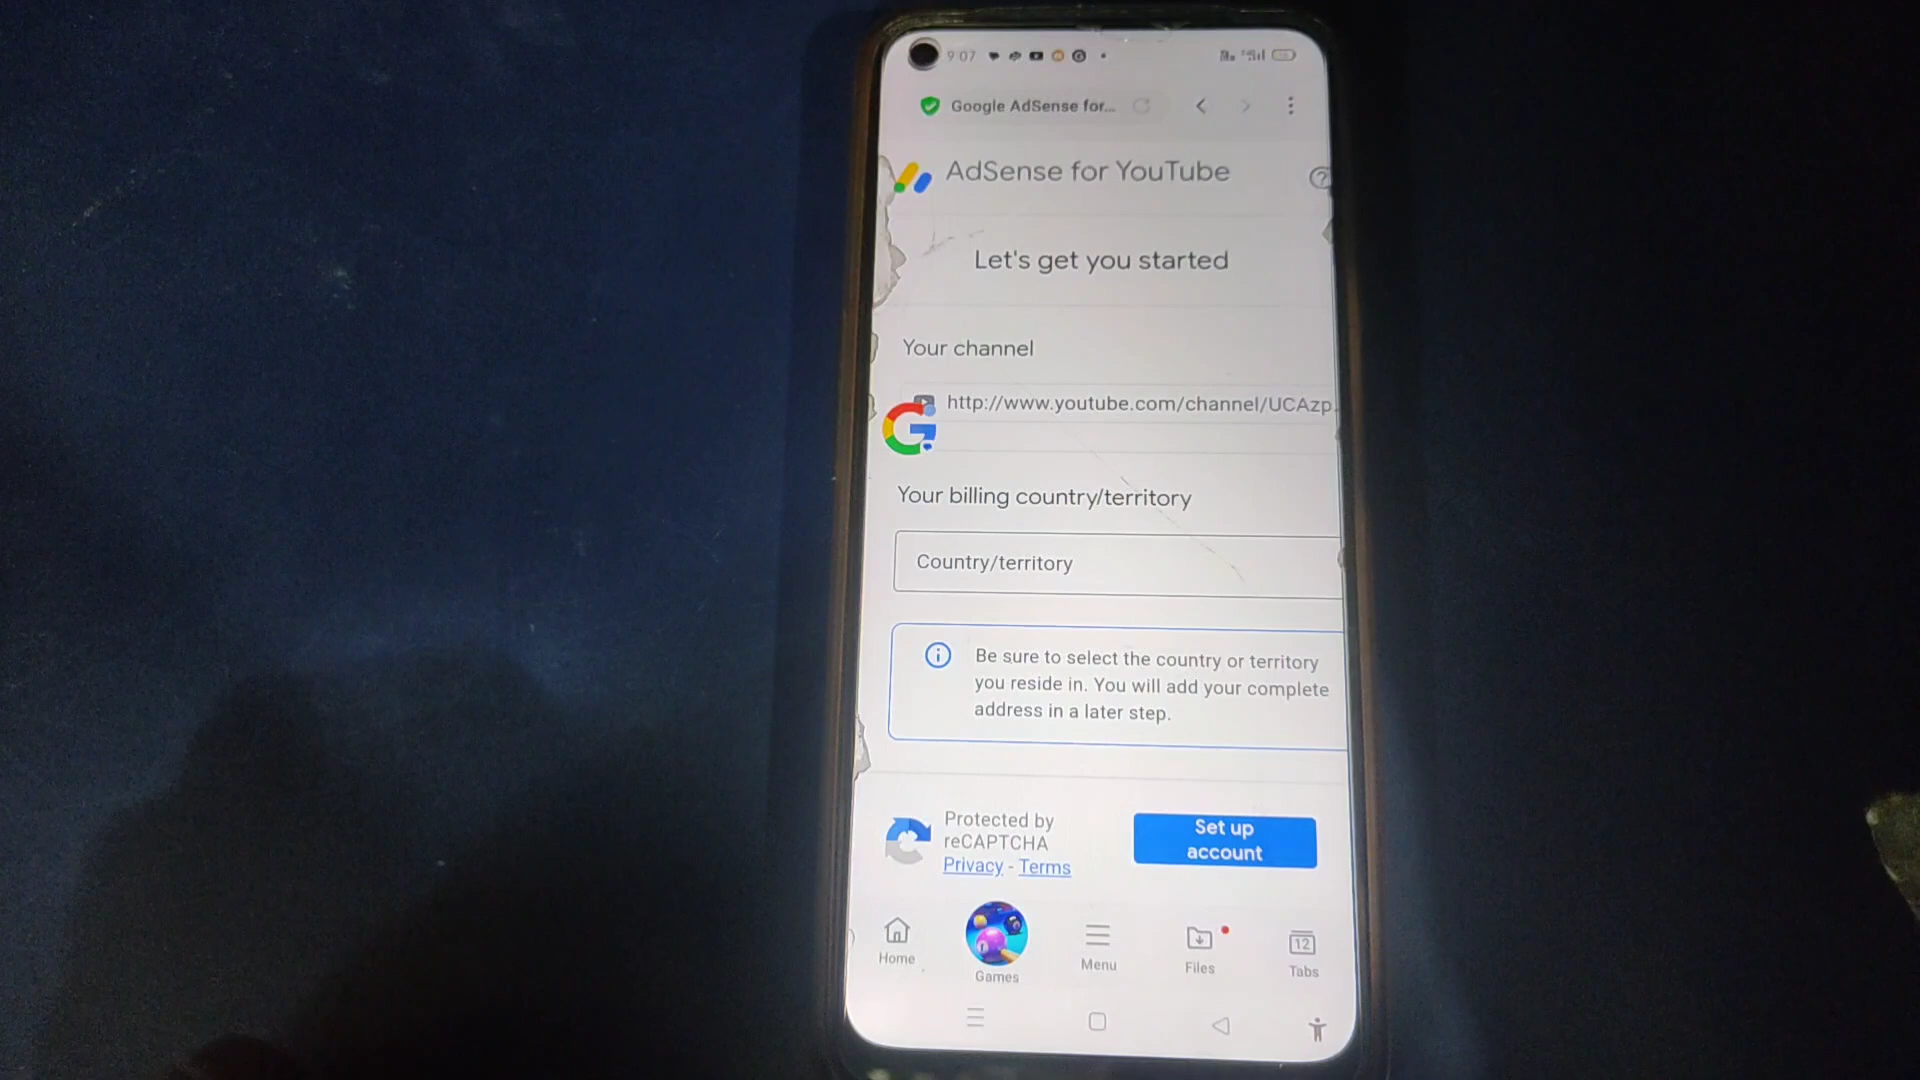 9:07
Google AdSense for...
AdSense for YouTube
Let's get you started
Your channel
http://www.youtube.com/channel/UCAzp
Your billing country/territory
Country/territory
Be sure to select the country or territory
you reside in. You will add your complete
address in a later step.
Protected by
reCAPTCHA
Privacy - Terms
Set up
account
Home
Games
Menu
Files
12
Tabs